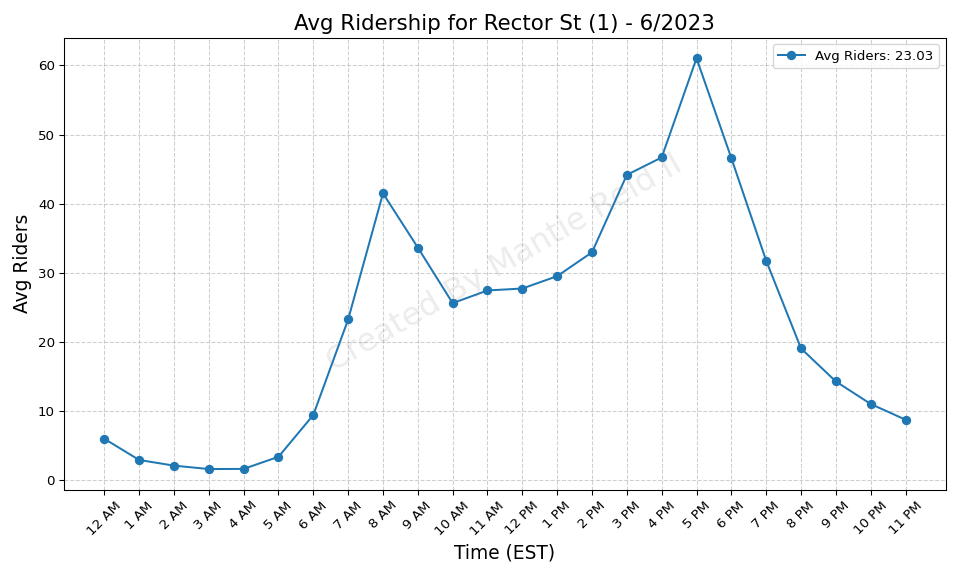 Avg Ridership for Rector St (1) - 6/2023
Avg Riders: 23.03
60
50
40
30
20
10
0
Avg Riders
Created By Mantle Reid II
12 AM
1 AM
2 AM
3 AM
4 AM
5 AM
6 AM
7 AM
8 AM
9 AM
10 AM
11 AM
12 PM
1 PM
2 PM
3 PM
4 PM
5 PM
6 PM
7 PM
8 PM
9 PM
10 PM
11 PM
Time (EST)